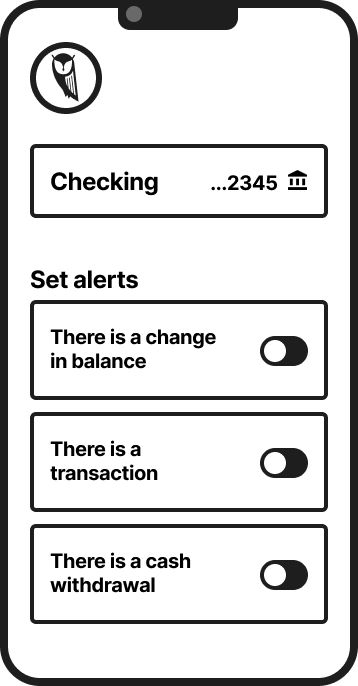 Checking ...2345
Set alerts
There is a change
in balance
There is a
transaction
There is a cash
withdrawal